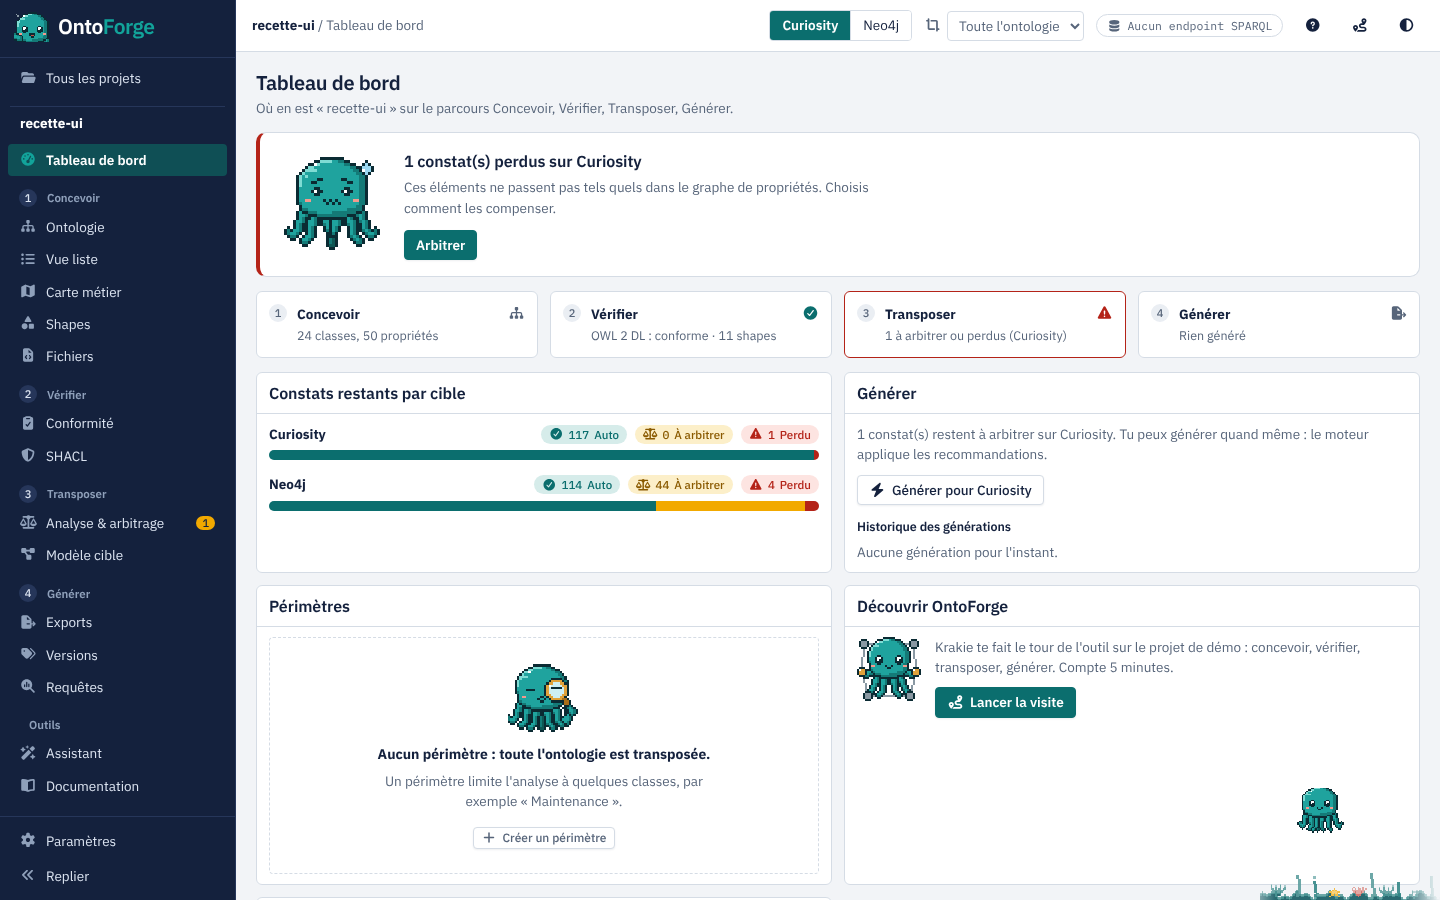 OntoForge
Tous les projets
recette-ui
Tableau de bord
1 Concevoir
Ontologie
Vue liste
Carte métier
Shapes
Fichiers
2 Vérifier
Conformité
SHACL
3 Transposer
Analyse & arbitrage 1
Modèle cible
4 Générer
Exports
Versions
Requêtes
Outils
Assistant
Documentation
Paramètres
Replier
recette-ui / Tableau de bord
Curiosity Neo4j Toute l'ontologie Aucun endpoint SPARQL ?
Tableau de bord
Où en est « recette-ui » sur le parcours Concevoir, Vérifier, Transposer, Générer.
1 constat(s) perdus sur Curiosity
Ces éléments ne passent pas tels quels dans le graphe de propriétés. Choisis
comment les compenser.
Arbitrer
1 Concevoir
24 classes, 50 propriétés
2 Vérifier
OWL 2 DL : conforme · 11 shapes
3 Transposer
1 à arbitrer ou perdus (Curiosity)
4 Générer
Rien généré
Constats restants par cible
Curiosity 117 Auto 0 À arbitrer 1 Perdu
Neo4j 114 Auto 44 À arbitrer 4 Perdu
Générer
1 constat(s) restent à arbitrer sur Curiosity. Tu peux générer quand même : le moteur
applique les recommandations.
Générer pour Curiosity
Historique des générations
Aucune génération pour l'instant.
Périmètres
Aucun périmètre : toute l'ontologie est transposée.
Un périmètre limite l'analyse à quelques classes, par
exemple « Maintenance ».
+ Créer un périmètre
Découvrir OntoForge
Krakie te fait le tour de l'outil sur le projet de démo : concevoir, vérifier,
transposer, générer. Compte 5 minutes.
Lancer la visite